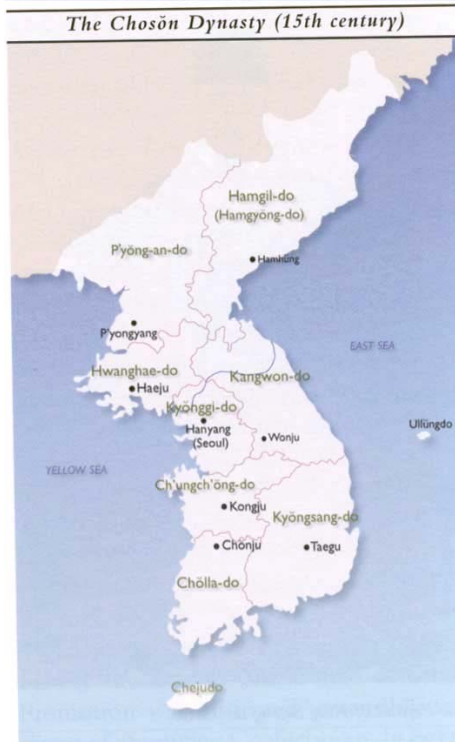 The Chosŏn Dynasty (15th century)
Hamgil-do
(Hamgyŏng-do)
P'yŏng-an-do
Hamhŭng
P'yongyang
EAST SEA
Hwanghae-do
Kangwon-do
Haeju
Kyŏnggi-do
Hanyang
(Seoul)
Wonju
Ullŭngdo
YELLOW SEA
Ch'ungch'ŏng-do
Kongju
Kyŏngsang-do
Chŏnju
Taegu
Chŏlla-do
Chejudo